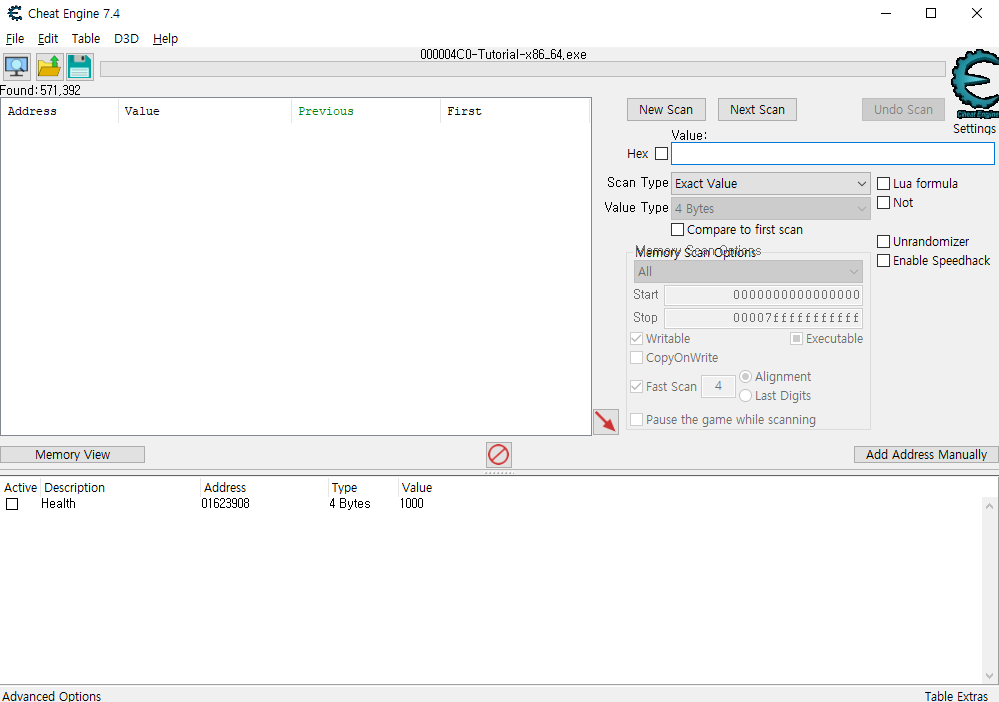 Cheat Engine 7.4
File Edit Table D3D Help
000004C0-Tutorial-x86_64.exe
Found:571,392
Address Value Previous First
New Scan Next Scan Undo Scan
Cheat Engine
Settings
Value:
Hex
Scan Type Exact Value
Lua formula
Value Type 4 Bytes
Not
Compare to first scan
Unrandomizer
Memory Scan Options
Enable Speedhack
All
Start 0000000000000000
Stop 00007fffffffffff
Writable Executable
CopyOnWrite
Fast Scan 4 Alignment
Last Digits
Pause the game while scanning
Memory View Add Address Manually
Active Description Address Type Value
Health 01623908 4 Bytes 1000
Advanced Options Table Extras